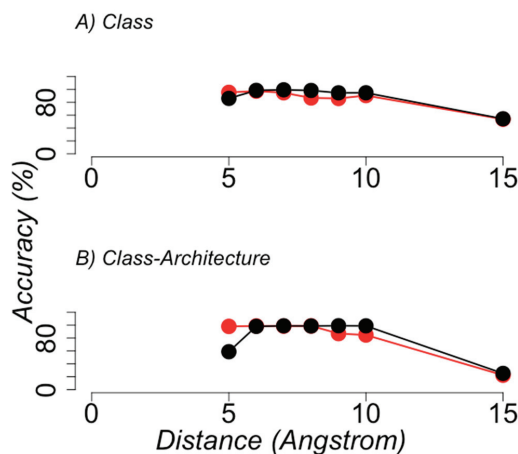 A) Class
80
0
0 5 10 15
Accuracy (%)
B) Class-Architecture
80
0
0 5 10 15
Distance (Angstrom)